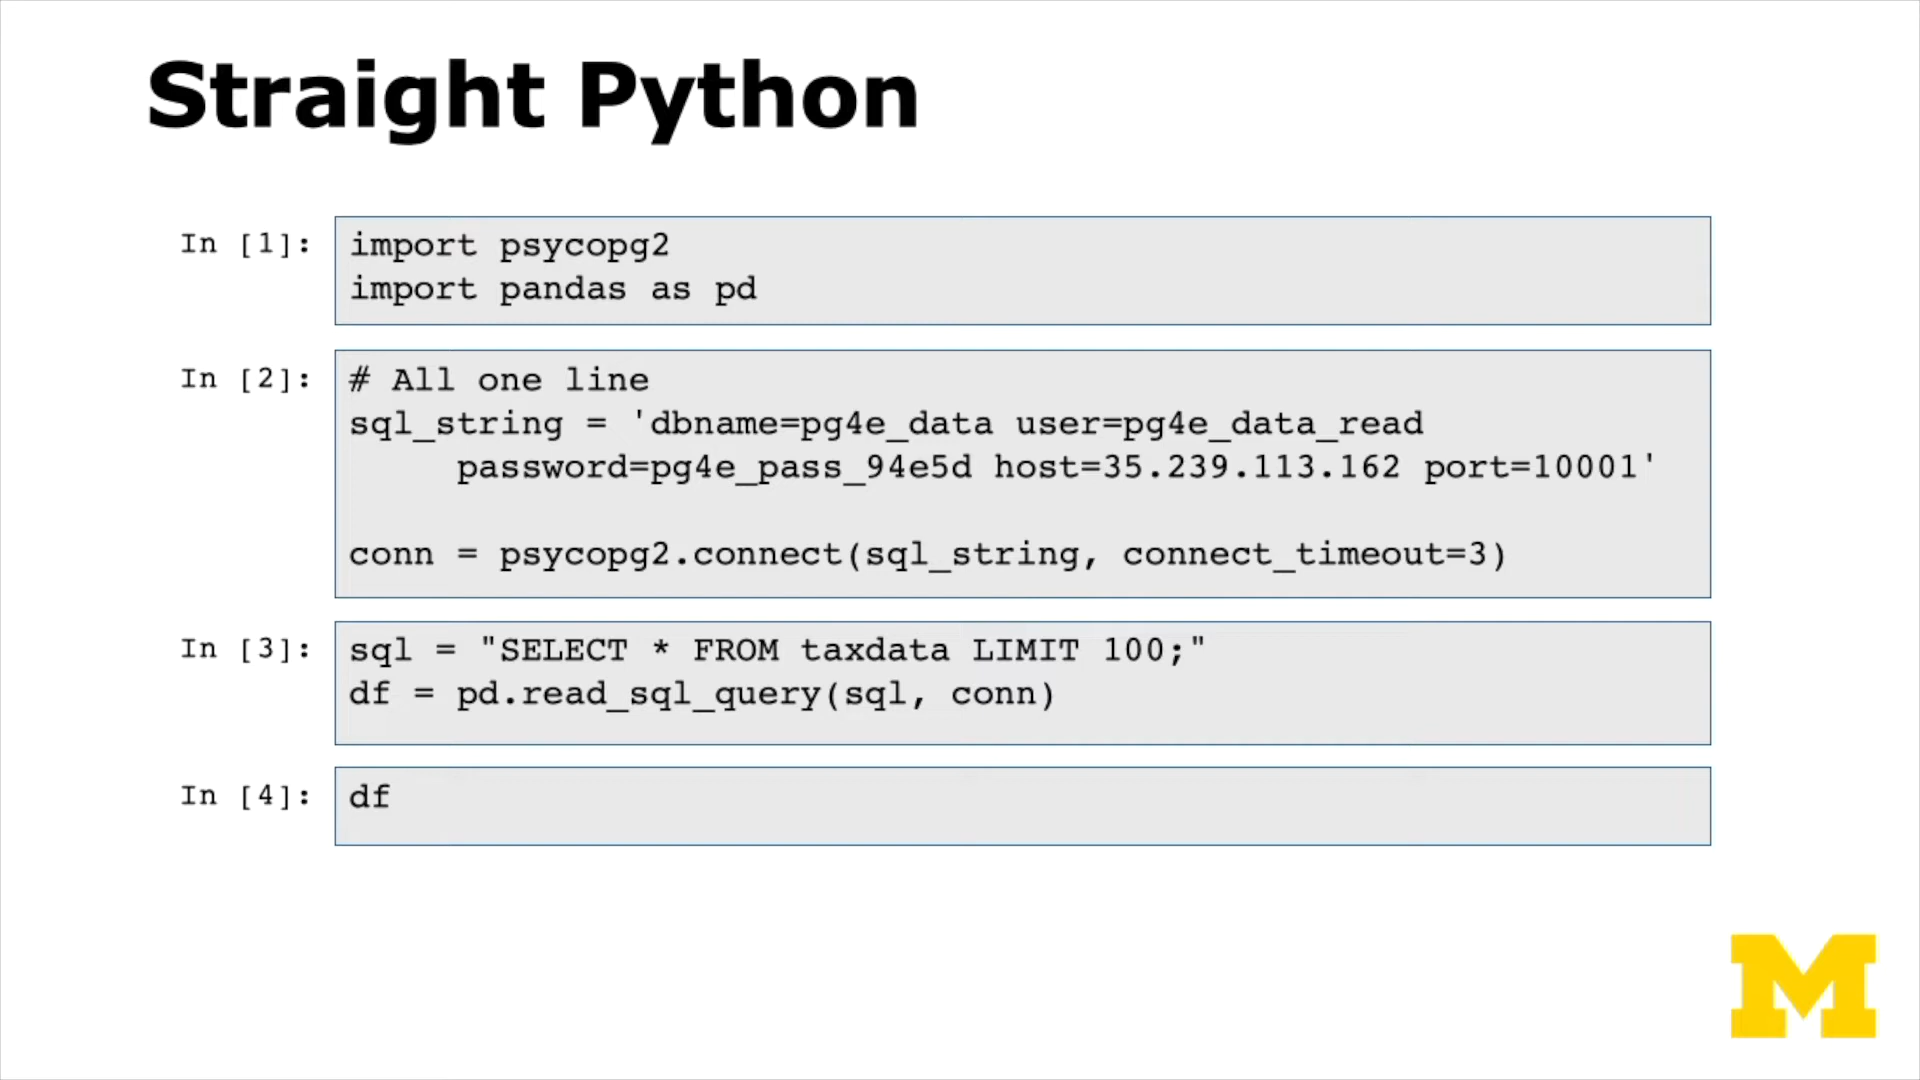 Straight Python
In [1]:
import psycopg2
import pandas as pd
In [2]:
# All one line
sql_string = 'dbname=pg4e_data user=pg4e_data_read
     password=pg4e_pass_94e5d host=35.239.113.162 port=10001'
conn = psycopg2.connect(sql_string, connect_timeout=3)
In [3]:
sql = "SELECT * FROM taxdata LIMIT 100;"
df = pd.read_sql_query(sql, conn)
In [4]:
df
M